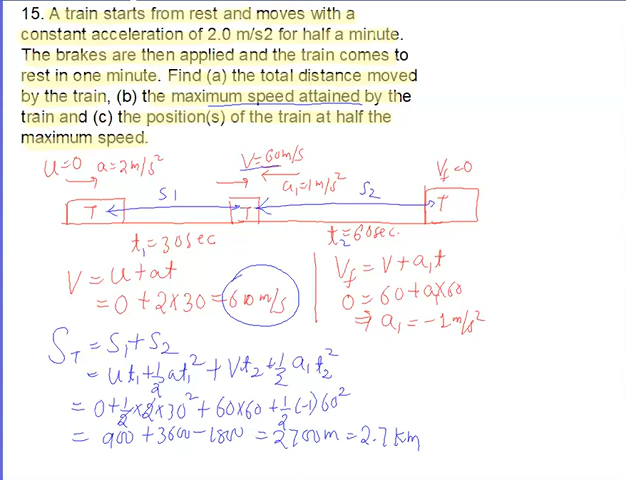 15. A train starts from rest and moves with a
constant acceleration of 2.0 m/s2 for half a minute.
The brakes are then applied and the train comes to
rest in one minute. Find (a) the total distance moved
by the train, (b) the maximum speed attained by the
train and (c) the position(s) of the train at half the
maximum speed.
u=0 a=2m/s² V=60m/s V_f=0
a₁=1m/s²
S1 S2
T T T
t₁=30sec t₂=60sec.
V = u+at
= 0+2×30=60m/s
V_f = V+a₁t
0=60+a₁×60
⇒ a₁=-1m/s²
S_T = S₁+S₂
= ut₁+½at₁² + Vt₂+½a₁t₂²
= 0+½×2×30² + 60×60+½(-1)60²
= 900+3600-1800 = 2700m=2.7Km